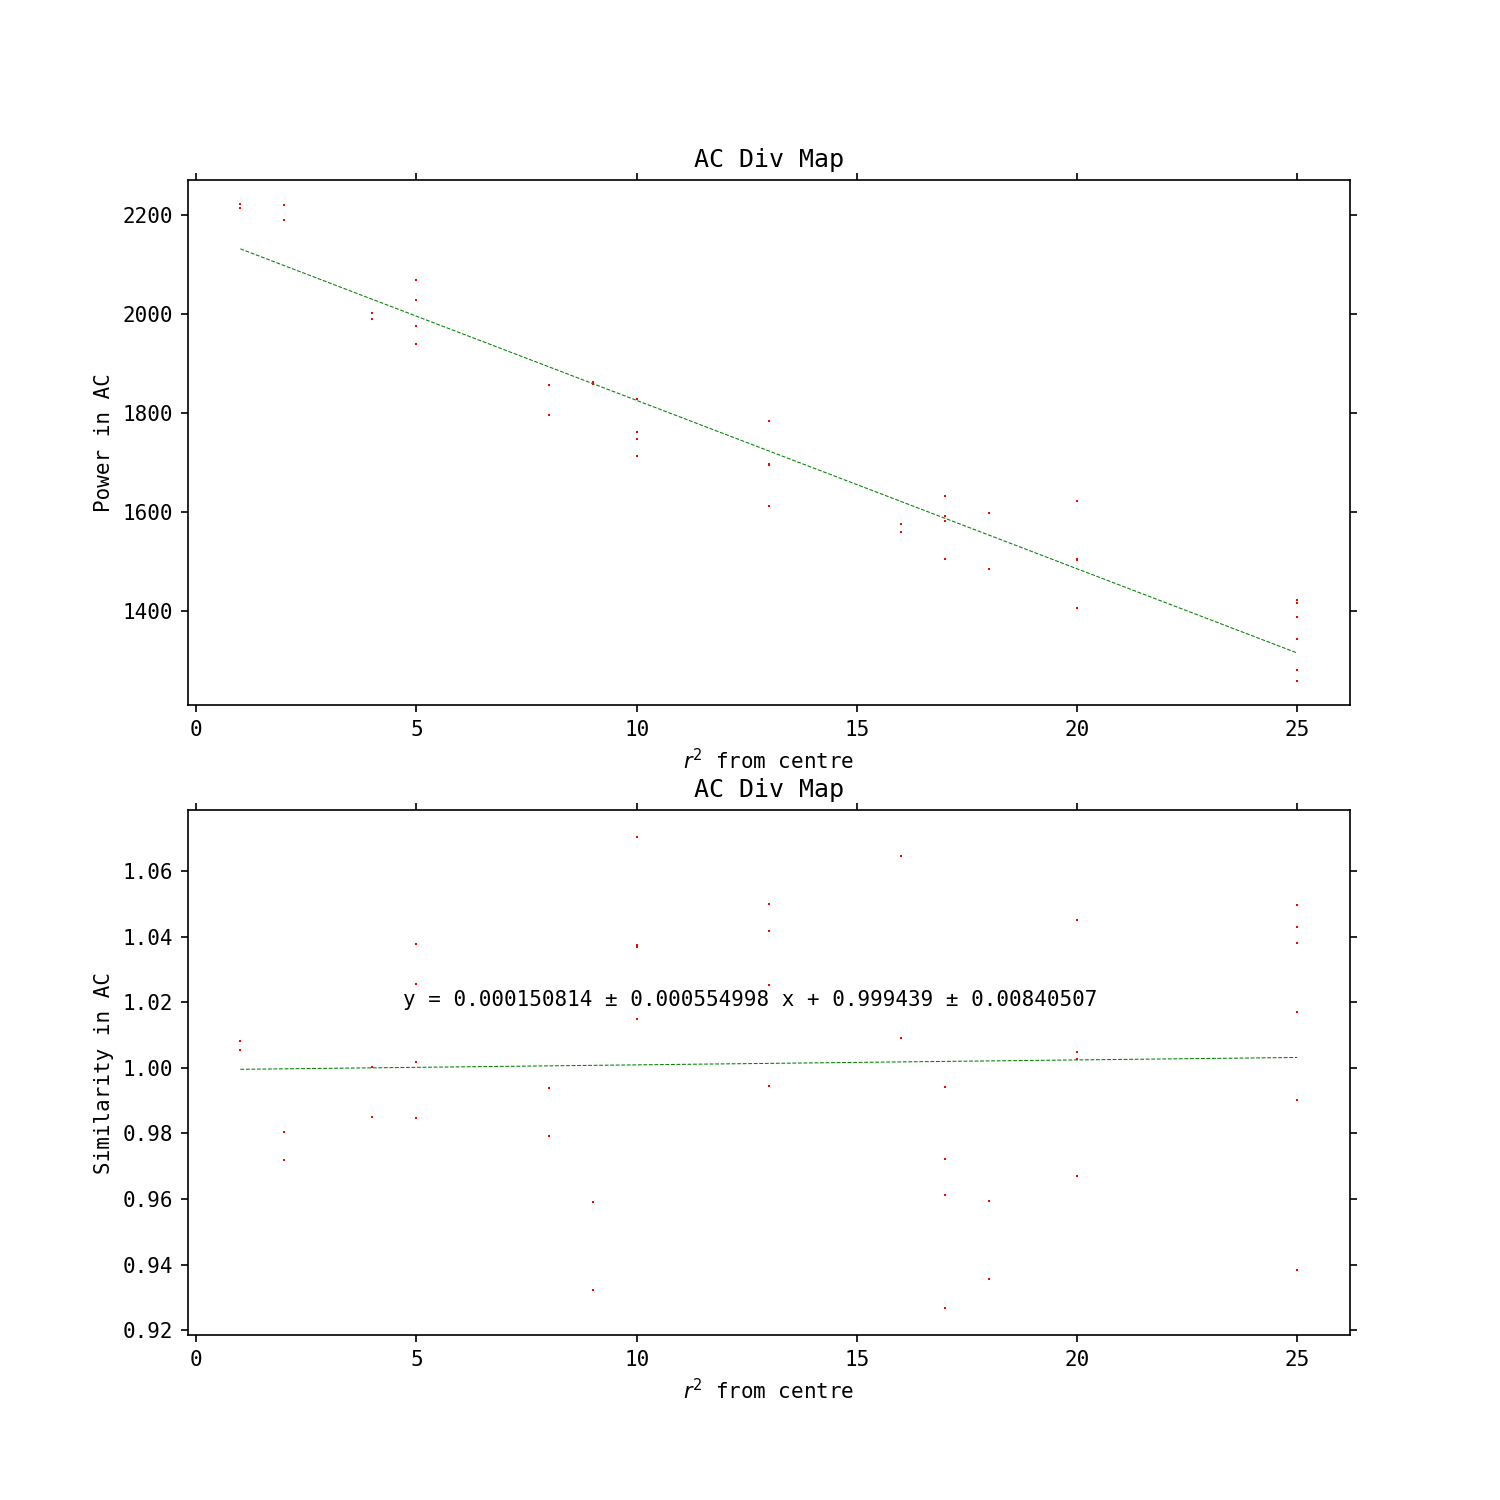 AC Div Map
2200
2000
1800
1600
1400
Power in AC
0 5 10 15 20 25
r² from centre
AC Div Map
1.06
1.04
1.02
1.00
0.98
0.96
0.94
0.92
Similarity in AC
y = 0.000150814 ± 0.000554998 x + 0.999439 ± 0.00840507
0 5 10 15 20 25
r² from centre